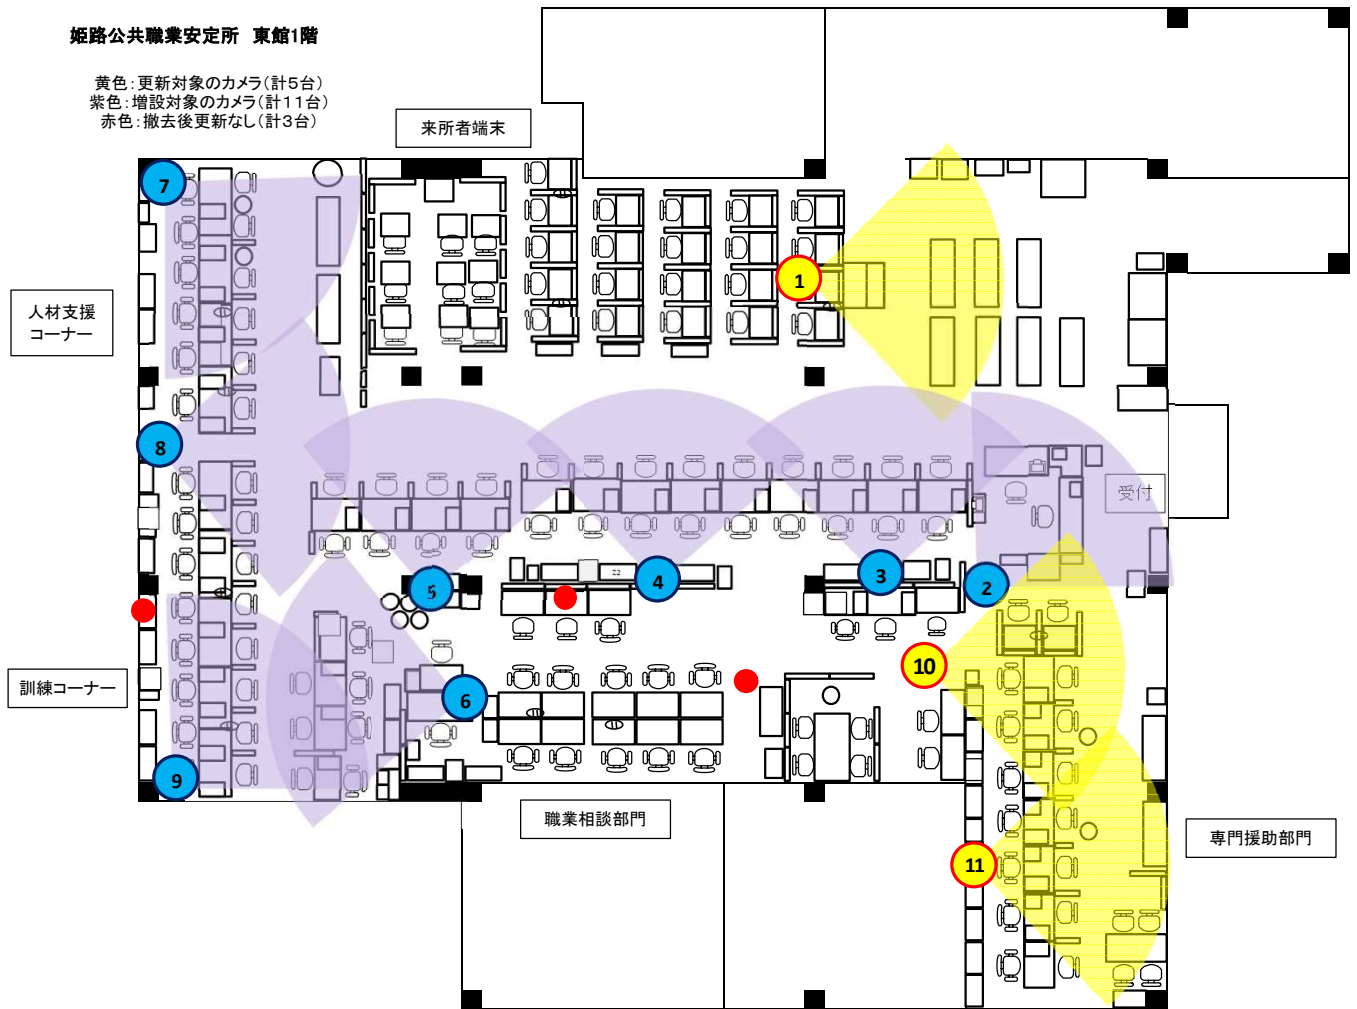 姫路公共職業安定所　東館1階
黄色：更新対象のカメラ(計5台)
紫色：増設対象のカメラ(計11台)
赤色：撤去後更新なし(計3台)
来所者端末
7
1
人材支援
コーナー
8
受付
5
4
22
3
2
10
訓練コーナー
6
9
職業相談部門
11
専門援助部門